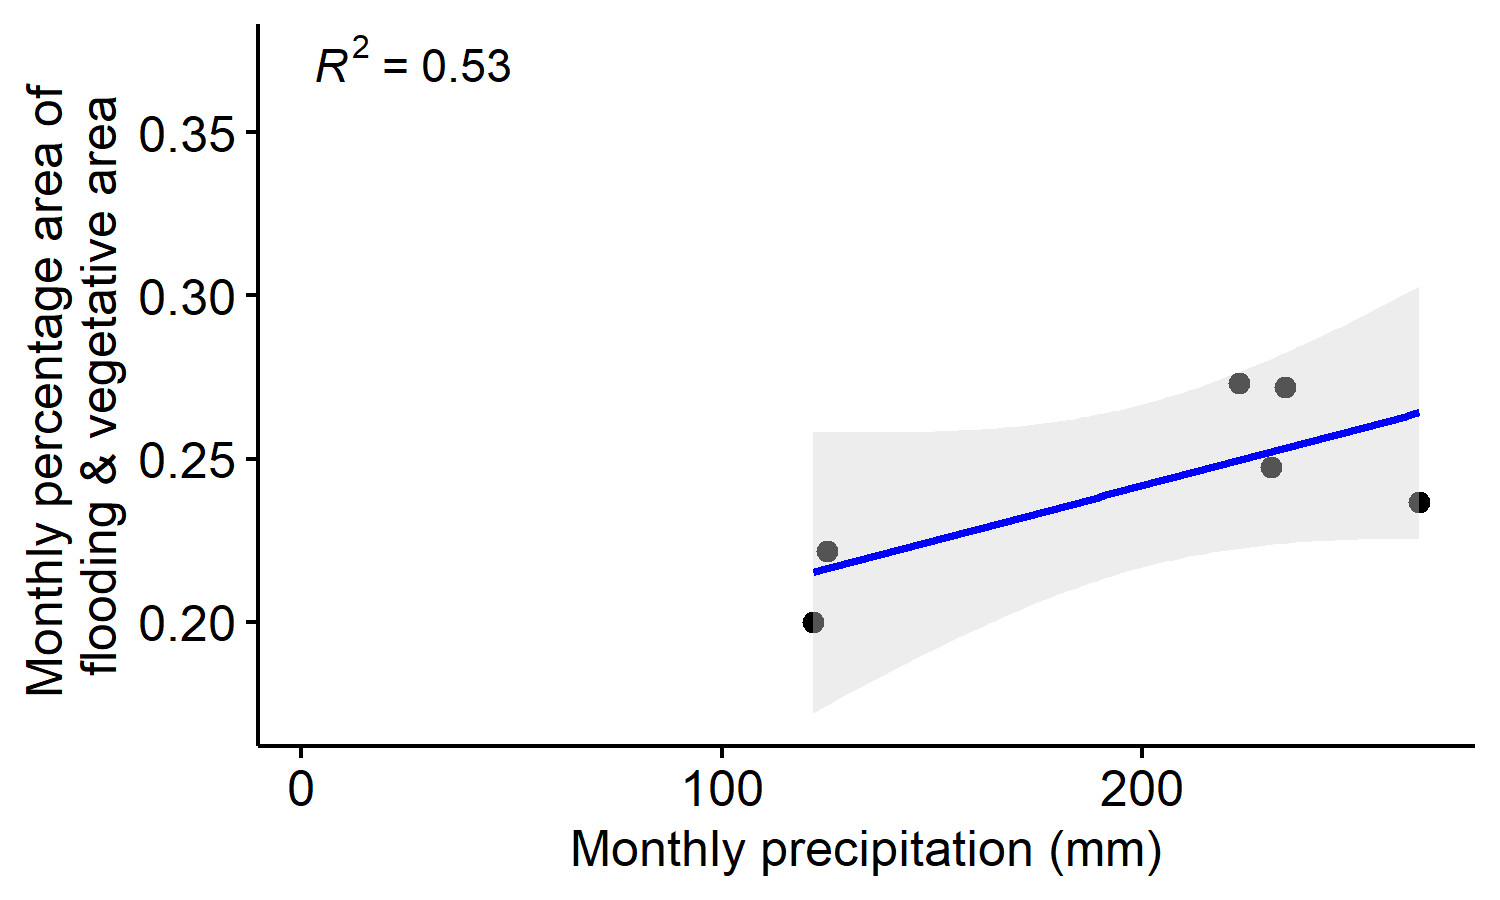 R² = 0.53
Monthly percentage area of
flooding & vegetative area
0.35
0.30
0.25
0.20
0
100
200
Monthly precipitation (mm)